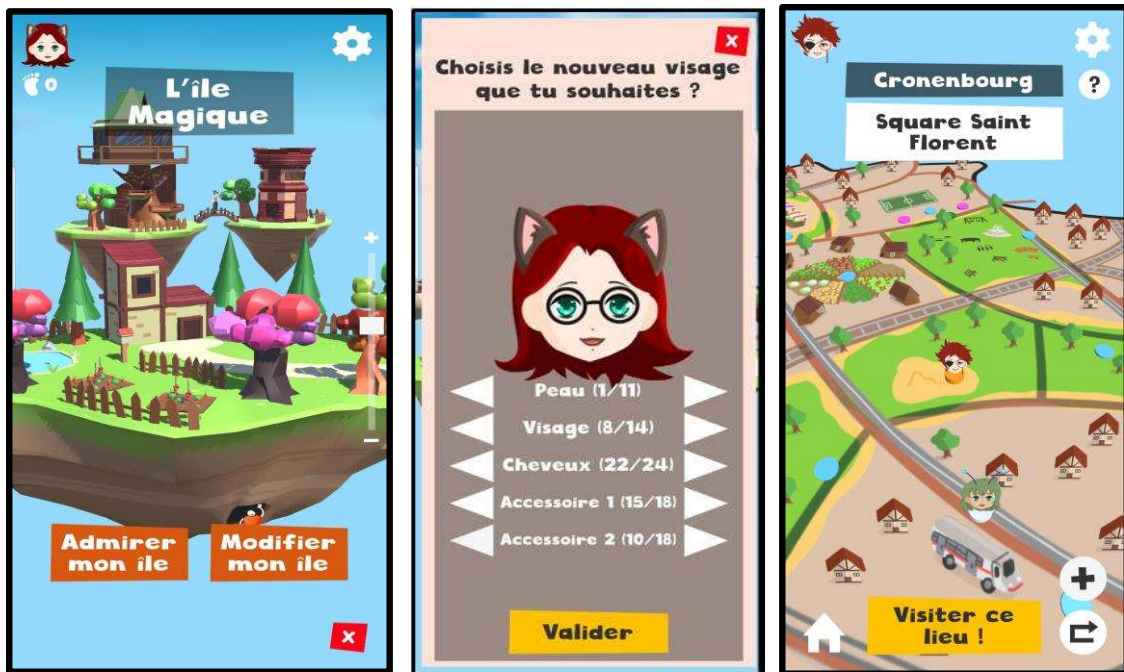 0
L'île
Magique
+
-
Admirer
mon île
Modifier
mon île
X
X
Choisis le nouveau visage
que tu souhaites ?
Peau (1/11)
Visage (8/14)
Cheveux (22/24)
Accessoire 1 (15/18)
Accessoire 2 (10/18)
Valider
Cronenbourg
?
Square Saint
Florent
+
Visiter ce
lieu !